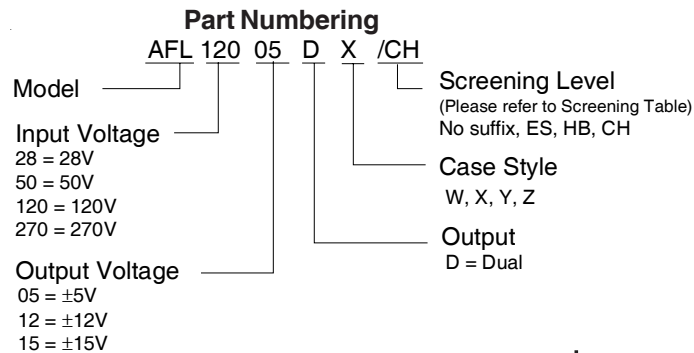 Part Numbering
AFL 120 05 D X /CH
Model
Input Voltage
28 = 28V
50 = 50V
120 = 120V
270 = 270V
Output Voltage
05 = ±5V
12 = ±12V
15 = ±15V
Screening Level
(Please refer to Screening Table)
No suffix, ES, HB, CH
Case Style
W, X, Y, Z
Output
D = Dual